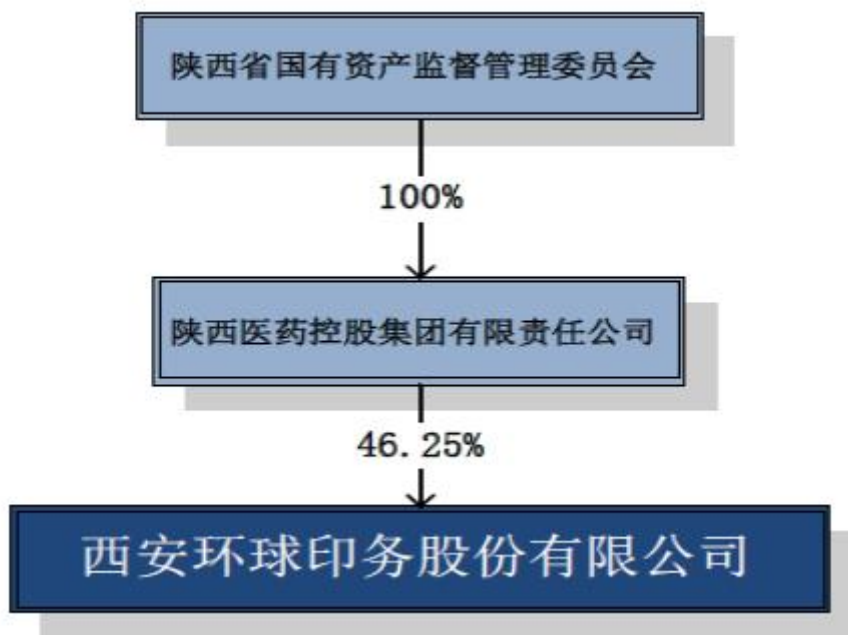 陕西省国有资产监督管理委员会
100%
陕西医药控股集团有限责任公司
46.25%
西安环球印务股份有限公司